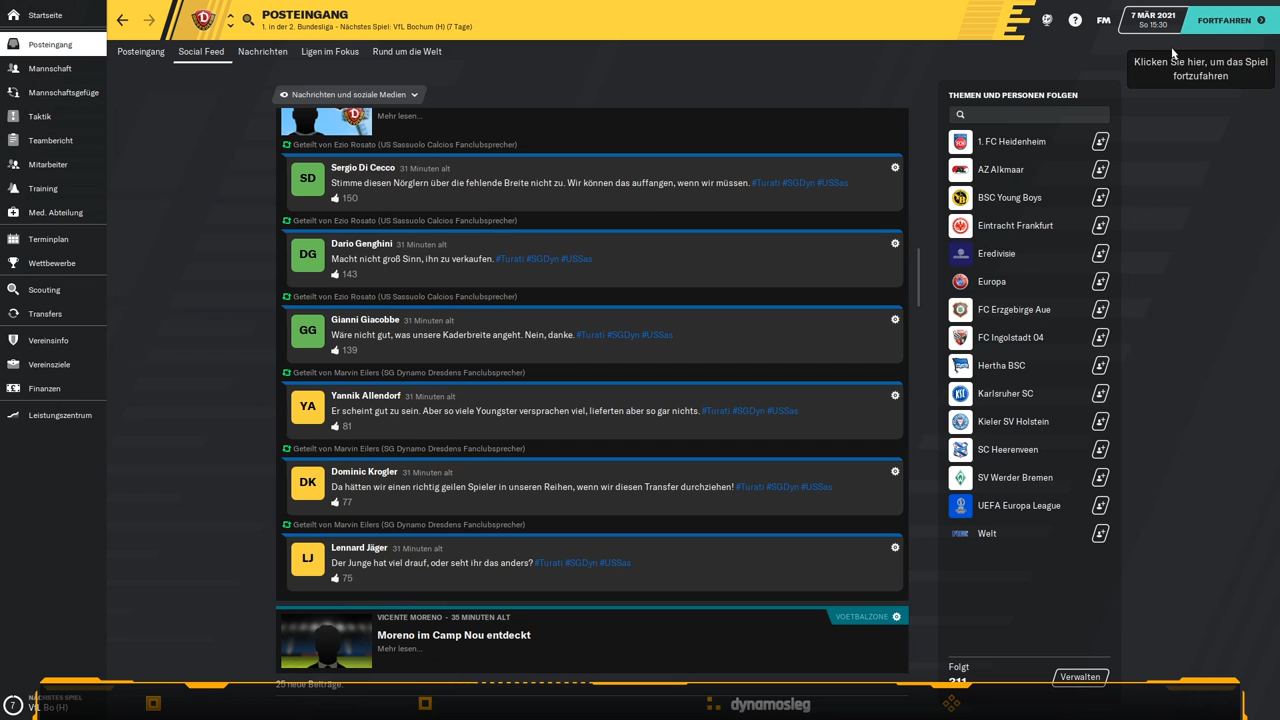 Startseite
POSTEINGANG
1. in der 2. Bundesliga - Nächstes Spiel: VfL Bochum (H) (7 Tage)
FM
7 MÄR 2021
So 15:30
FORTFAHREN
Klicken Sie hier, um das Spiel
fortzufahren
Posteingang
Mannschaft
Mannschaftsgefüge
Taktik
Teambericht
Mitarbeiter
Training
Med. Abteilung
Terminplan
Wettbewerbe
Scouting
Transfers
Vereinsinfo
Vereinsziele
Finanzen
Leistungszentrum
Posteingang Social Feed Nachrichten Ligen im Fokus Rund um die Welt
Nachrichten und soziale Medien
Mehr lesen...
Geteilt von Ezio Rosato (US Sassuolo Calcios Fanclubsprecher)
SD
Sergio Di Cecco 31 Minuten alt
Stimme diesen Nörglern über die fehlende Breite nicht zu. Wir können das auffangen, wenn wir müssen. #Turati #SGDyn #USSas
150
Geteilt von Ezio Rosato (US Sassuolo Calcios Fanclubsprecher)
DG
Dario Genghini 31 Minuten alt
Macht nicht groß Sinn, ihn zu verkaufen. #Turati #SGDyn #USSas
143
Geteilt von Ezio Rosato (US Sassuolo Calcios Fanclubsprecher)
GG
Gianni Giacobbe 31 Minuten alt
Wäre nicht gut, was unsere Kaderbreite angeht. Nein, danke. #Turati #SGDyn #USSas
139
Geteilt von Marvin Eilers (SG Dynamo Dresdens Fanclubsprecher)
YA
Yannik Allendorf 31 Minuten alt
Er scheint gut zu sein. Aber so viele Youngster versprachen viel, lieferten aber so gar nichts. #Turati #SGDyn #USSas
81
Geteilt von Marvin Eilers (SG Dynamo Dresdens Fanclubsprecher)
DK
Dominic Krogler 31 Minuten alt
Da hätten wir einen richtig geilen Spieler in unseren Reihen, wenn wir diesen Transfer durchziehen! #Turati #SGDyn #USSas
77
Geteilt von Marvin Eilers (SG Dynamo Dresdens Fanclubsprecher)
LJ
Lennard Jäger 31 Minuten alt
Der Junge hat viel drauf, oder seht ihr das anders? #Turati #SGDyn #USSas
75
VICENTE MORENO - 35 MINUTEN ALT
VOETBALZONE
Moreno im Camp Nou entdeckt
Mehr lesen...
25 neue Beiträge.
THEMEN UND PERSONEN FOLGEN
1. FC Heidenheim
AZ Alkmaar
BSC Young Boys
Eintracht Frankfurt
Eredivisie
Europa
FC Erzgebirge Aue
FC Ingolstadt 04
Hertha BSC
Karlsruher SC
Kieler SV Holstein
SC Heerenveen
SV Werder Bremen
UEFA Europa League
Welt
Folgt
211
Verwalten
7
NÄCHSTES SPIEL
VfL Bo (H)
dynamosleg